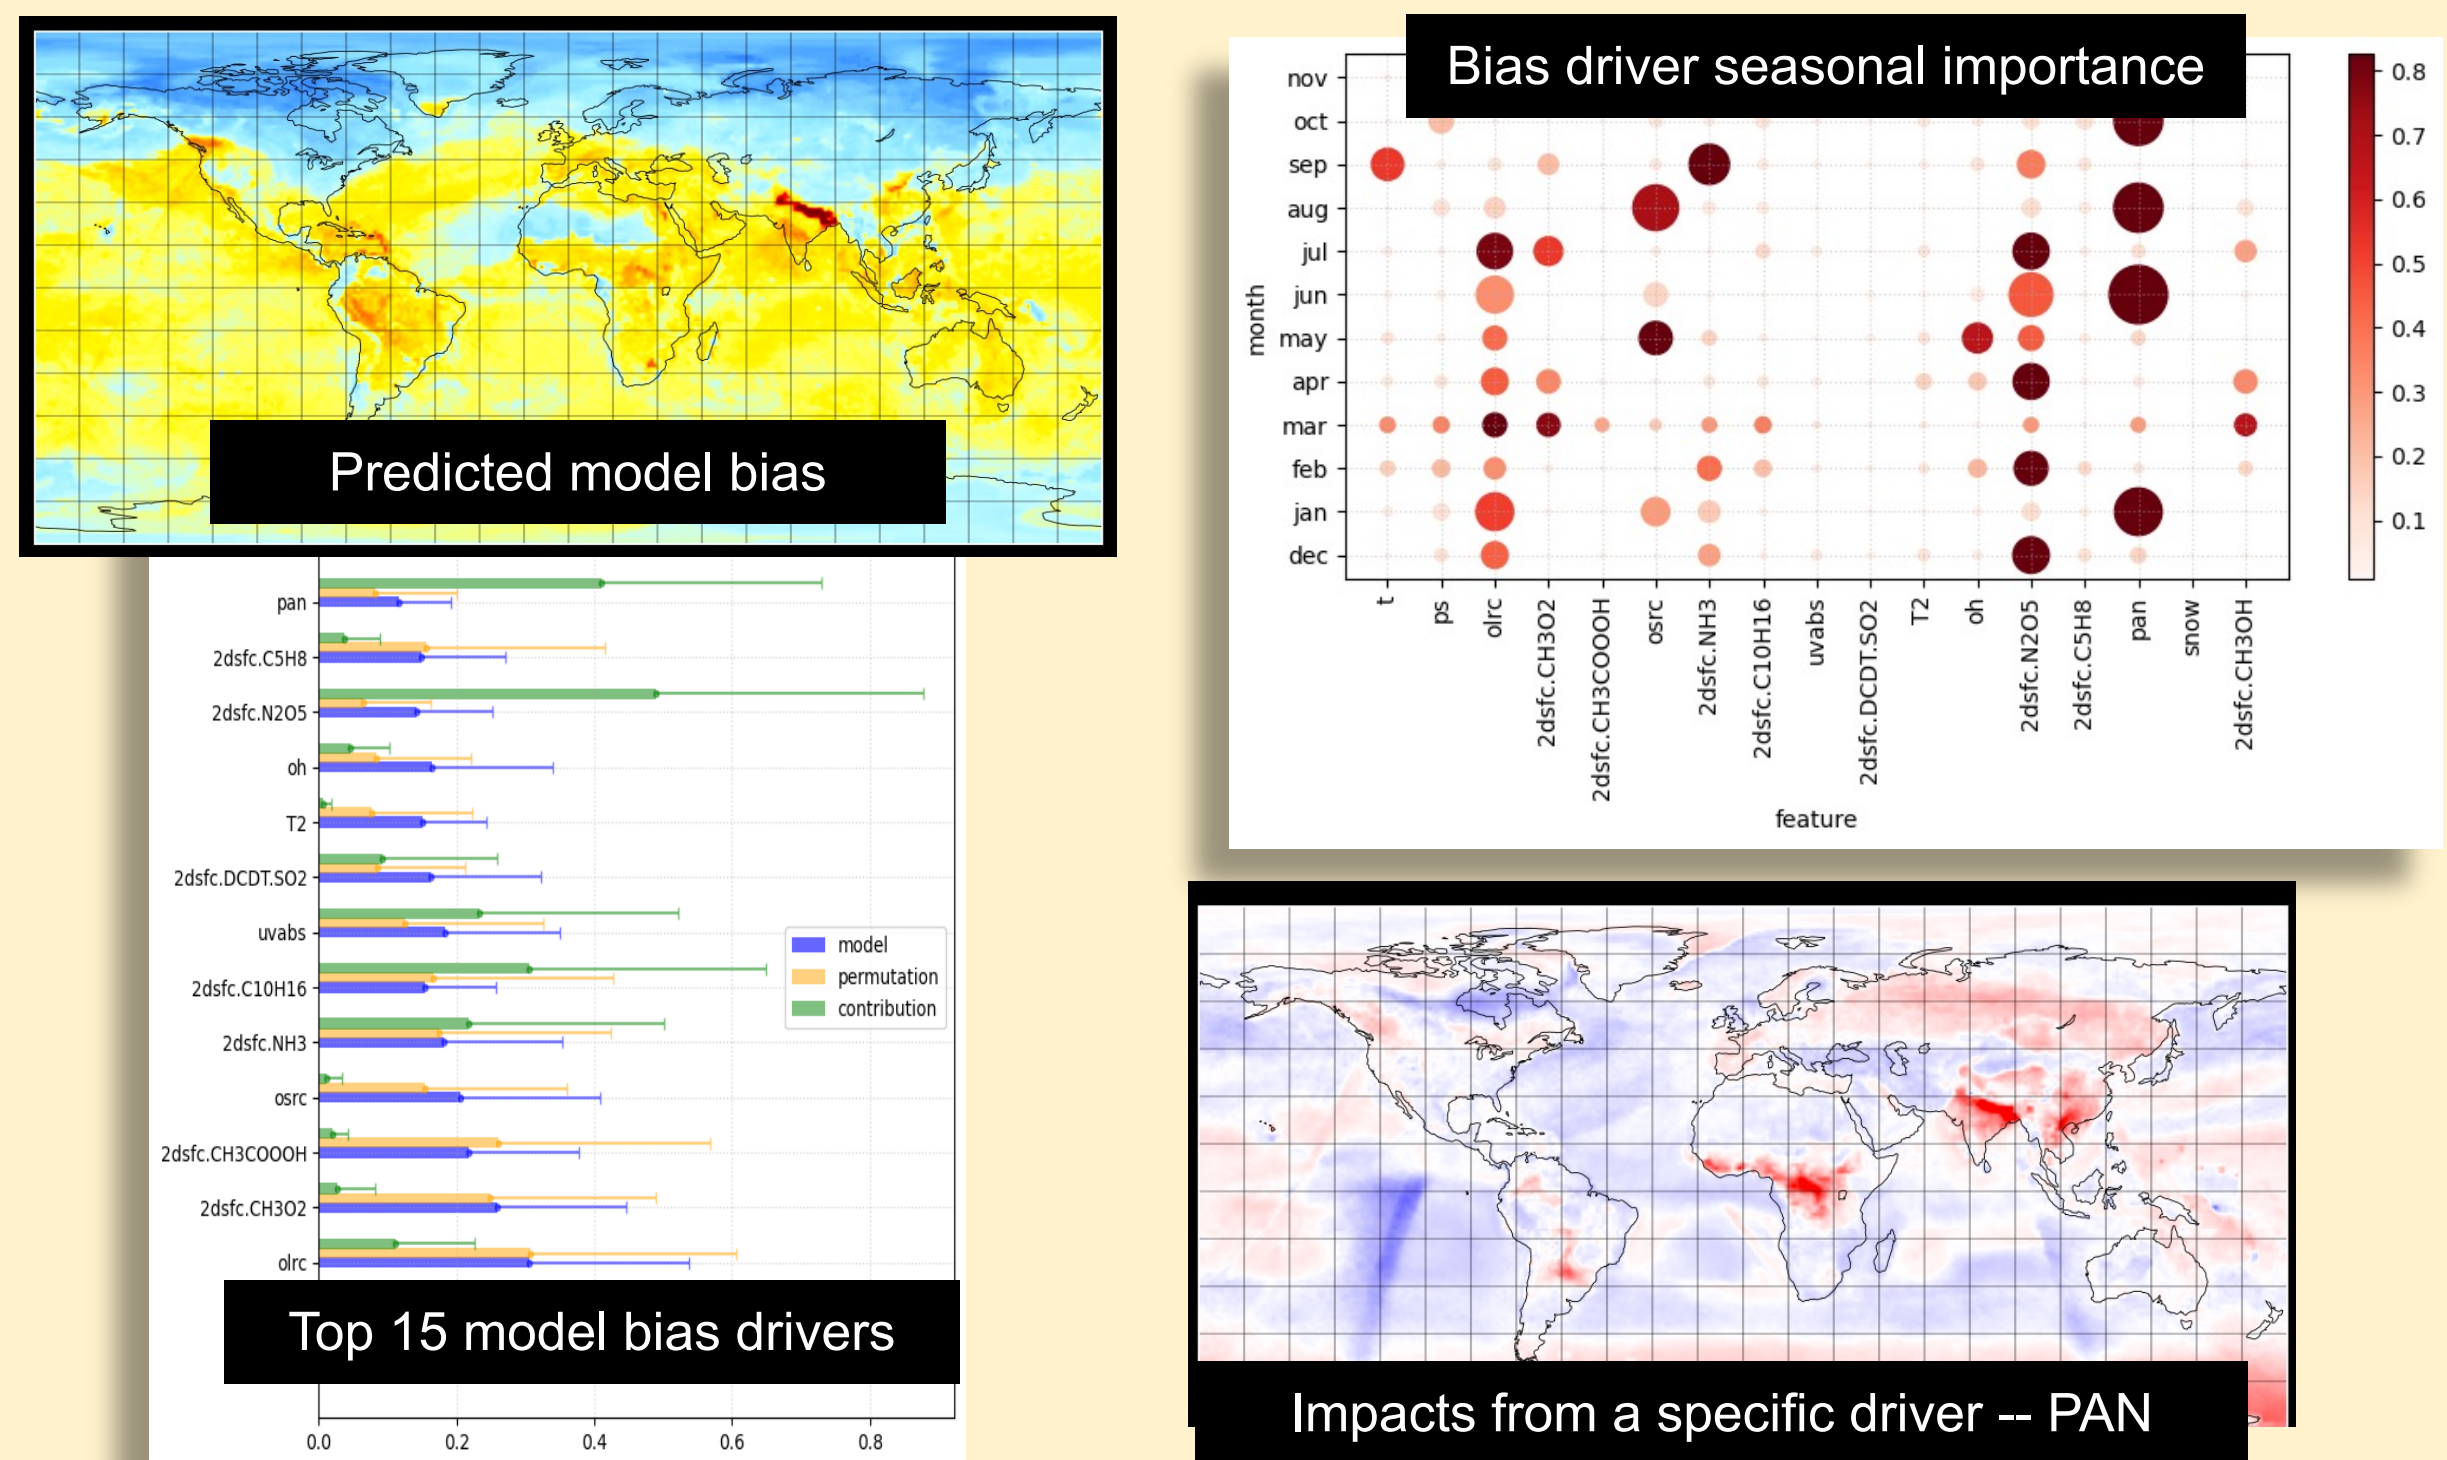 Predicted model bias
Bias driver seasonal importance
nov
oct
sep
aug
jul
jun
may
apr
mar
feb
jan
dec
month
t
ps
olrc
2dsfc.CH3O2
2dsfc.CH3COOOH
osrc
2dsfc.NH3
2dsfc.C10H16
uvabs
2dsfc.DCDT.SO2
T2
oh
2dsfc.N2O5
2dsfc.C5H8
pan
snow
2dsfc.CH3OH
feature
0.8
0.7
0.6
0.5
0.4
0.3
0.2
0.1
pan
2dsfc.C5H8
2dsfc.N2O5
oh
T2
2dsfc.DCDT.SO2
uvabs
2dsfc.C10H16
2dsfc.NH3
osrc
2dsfc.CH3COOOH
2dsfc.CH3O2
olrc
model
permutation
contribution
Top 15 model bias drivers
0.0 0.2 0.4 0.6 0.8
Impacts from a specific driver -- PAN